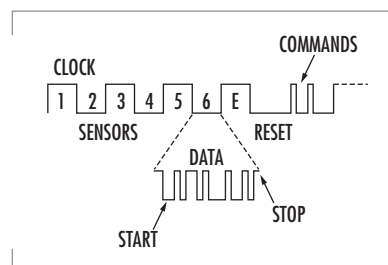 COMMANDS
CLOCK
1 2 3 4 5 6 E
SENSORS
RESET
DATA
START
STOP